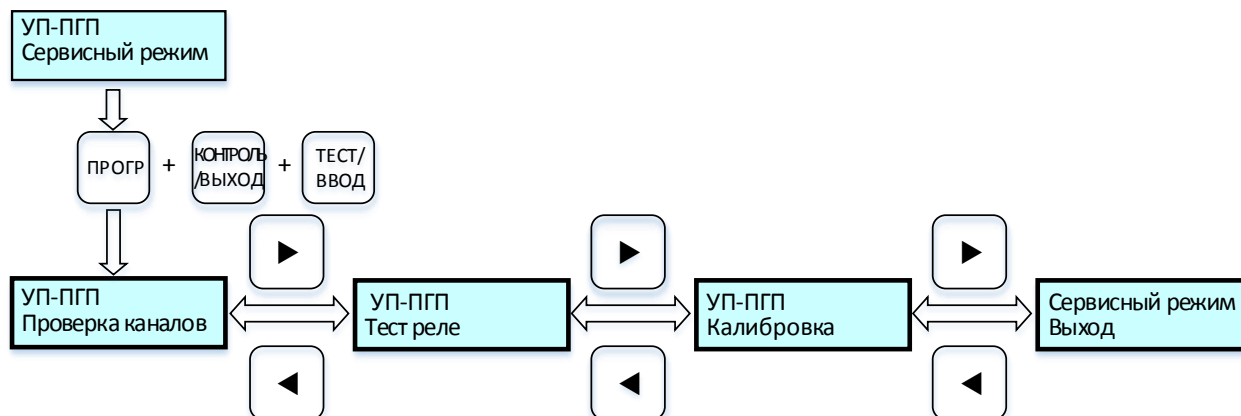 УП-ПГП
Сервисный режим
ПРОГР + КОНТРОЛЬ /ВЫХОД + ТЕСТ/ ВВОД
УП-ПГП
Проверка каналов
УП-ПГП
Тест реле
УП-ПГП
Калибровка
Сервисный режим
Выход